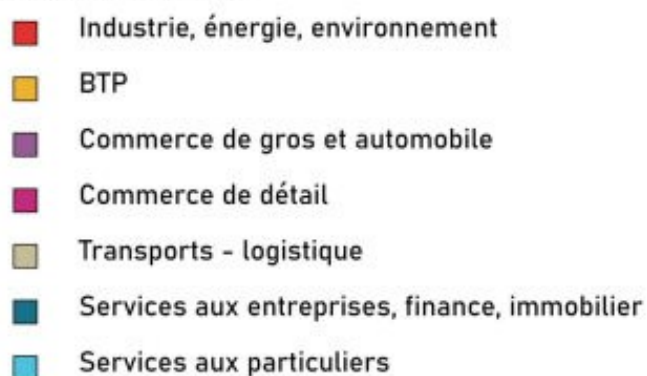 Industrie, énergie, environnement
BTP
Commerce de gros et automobile
Commerce de détail
Transports - logistique
Services aux entreprises, finance, immobilier
Services aux particuliers